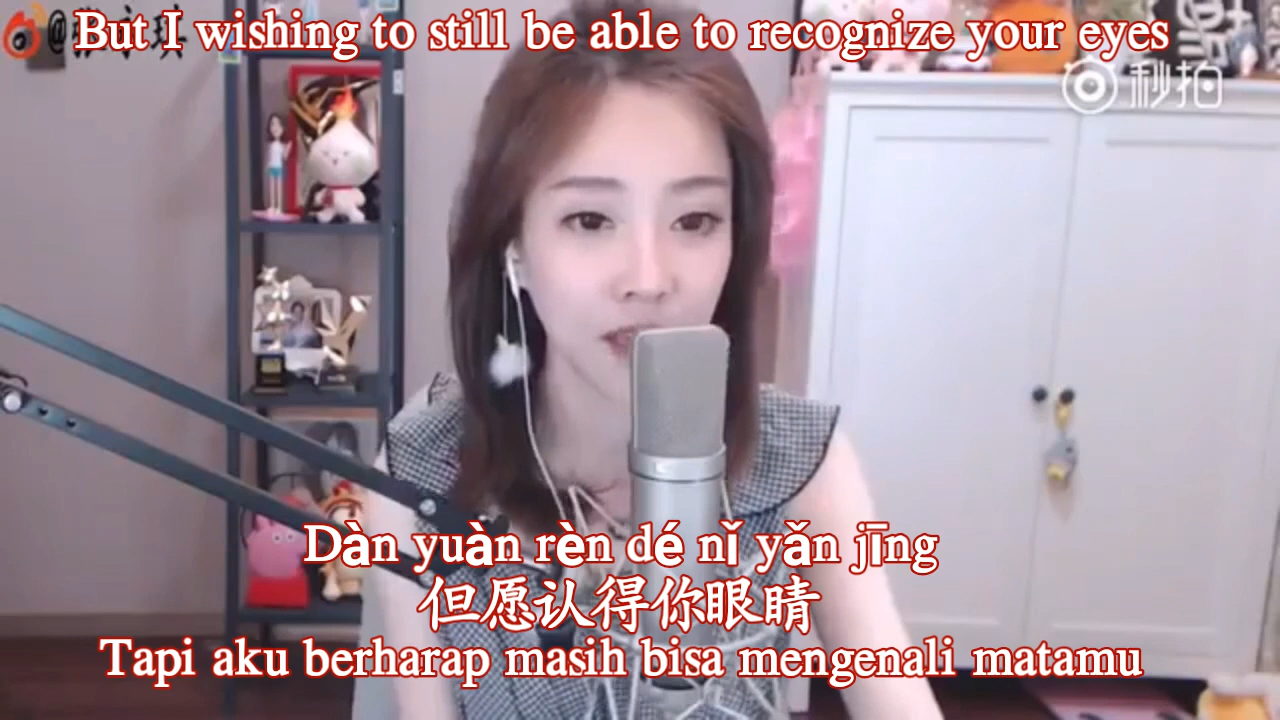 But I wishing to still be able to recognize your eyes
秒拍
Dàn yuàn rèn dé nǐ yǎn jīng
但愿认得你眼睛
Tapi aku berharap masih bisa mengenali matamu